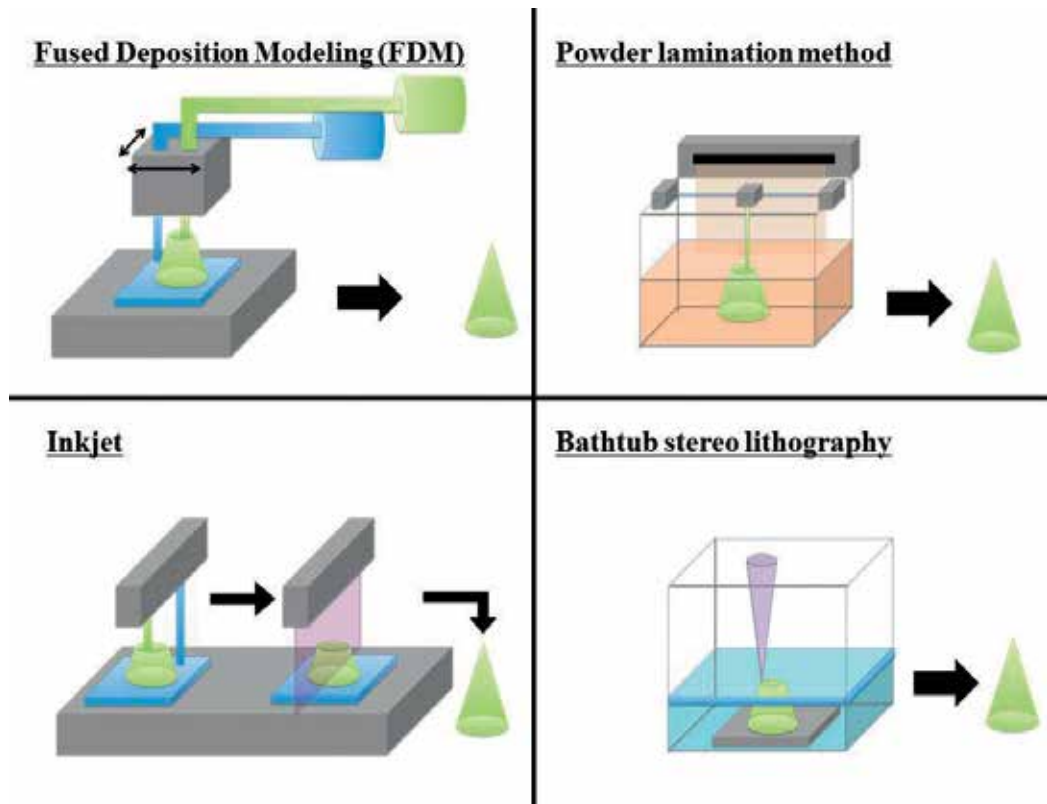 Fused Deposition Modeling (FDM)
Powder lamination method
Inkjet
Bathtub stereo lithography